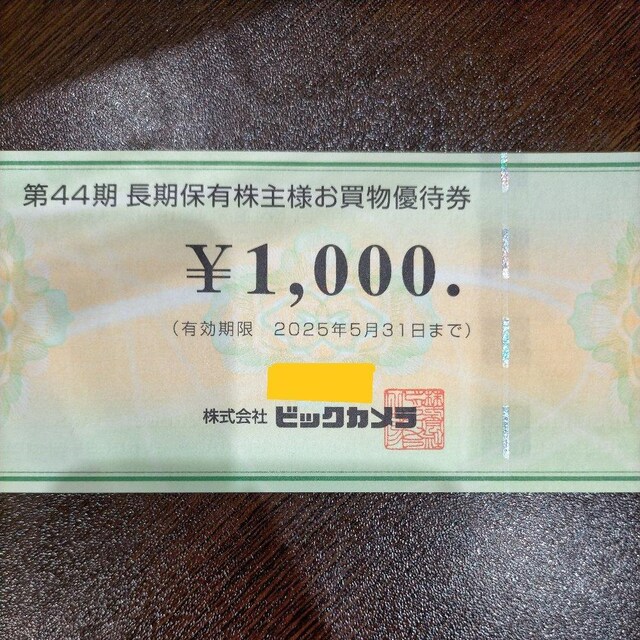 第44期 長期保有株主様お買物優待券
¥1,000.
（有効期限　2025年5月31日まで）
株式会社 ビックカメラ